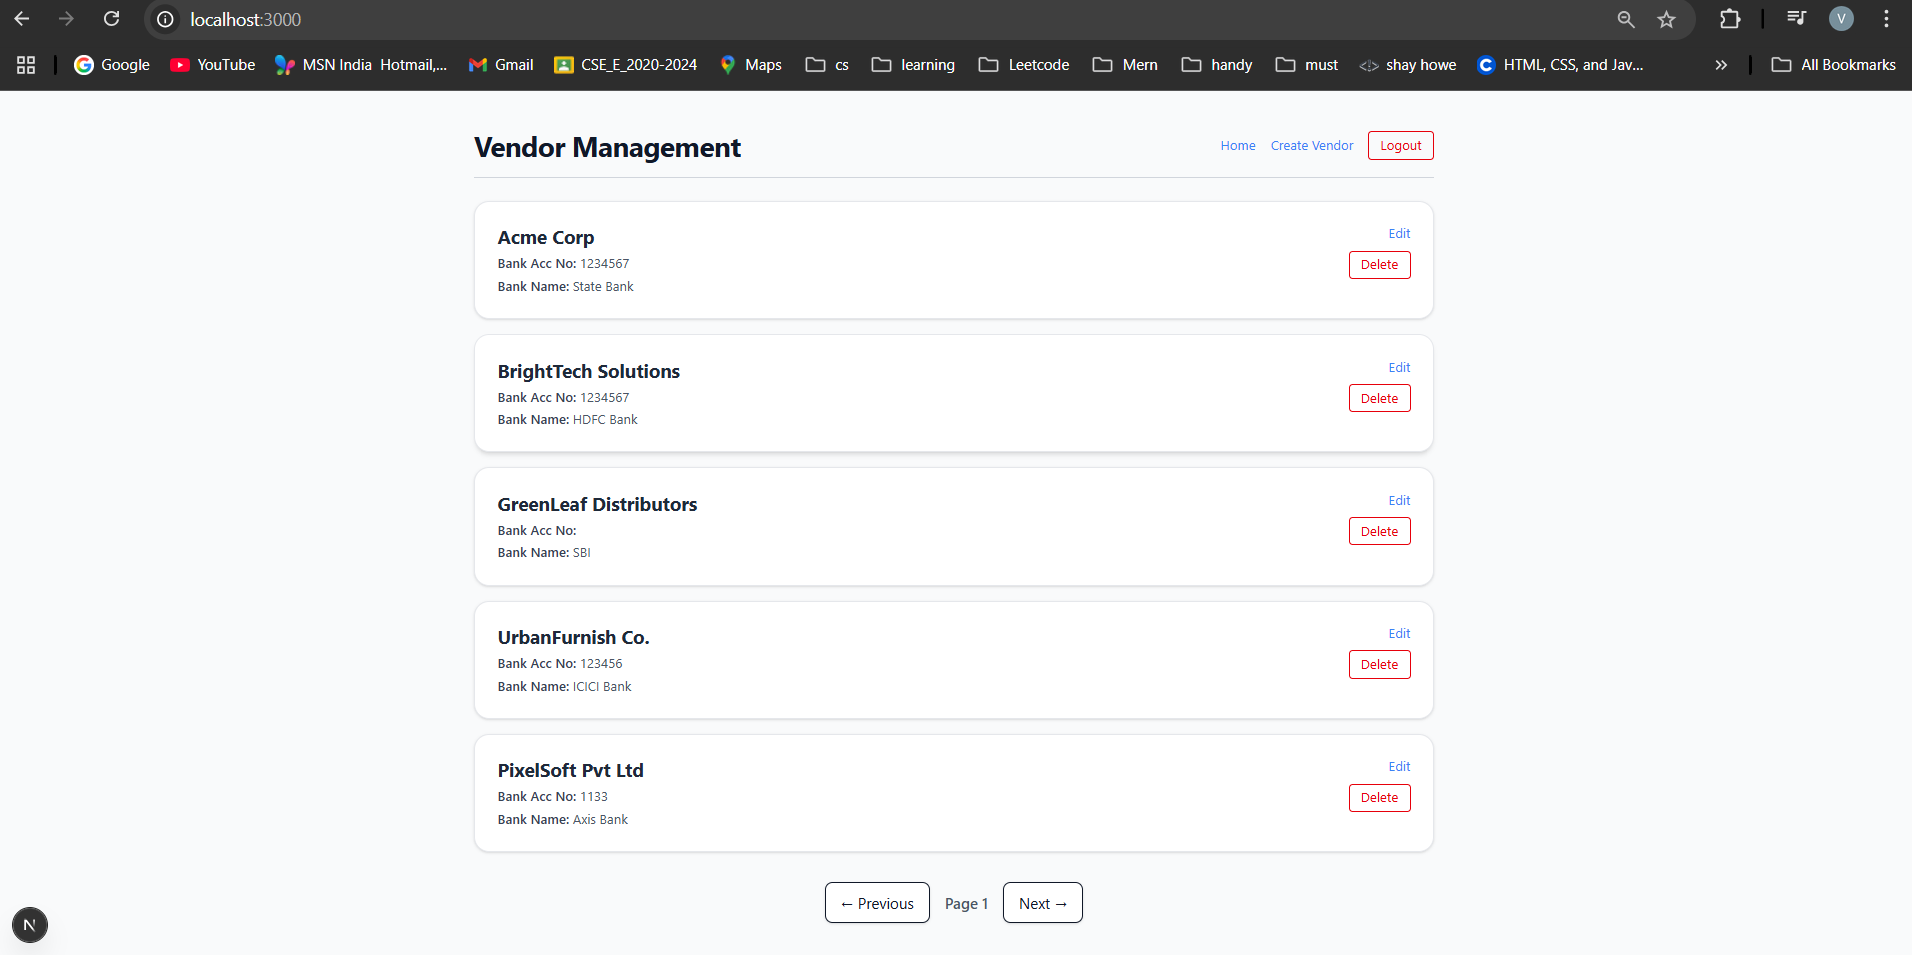 localhost:3000
V
Google YouTube MSN India Hotmail,... Gmail CSE_E_2020-2024 Maps cs learning Leetcode Mern handy must shay howe HTML, CSS, and Jav... » All Bookmarks
Vendor Management
Home Create Vendor Logout
Acme Corp
Edit
Bank Acc No: 1234567
Delete
Bank Name: State Bank
BrightTech Solutions
Edit
Bank Acc No: 1234567
Delete
Bank Name: HDFC Bank
GreenLeaf Distributors
Edit
Bank Acc No:
Delete
Bank Name: SBI
UrbanFurnish Co.
Edit
Bank Acc No: 123456
Delete
Bank Name: ICICI Bank
PixelSoft Pvt Ltd
Edit
Bank Acc No: 1133
Delete
Bank Name: Axis Bank
← Previous Page 1 Next →
N